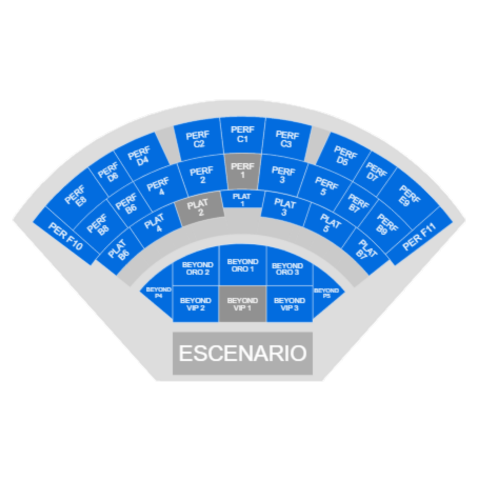 PERF
C2
PERF
C1
PERF
C3
PERF
D4
PERF
D5
PERF
D6
PERF
D7
PERF
E8
PERF
E9
PERF
B8
PERF
B6
PERF
4
PERF
2
PERF
1
PERF
3
PERF
5
PERF
B7
PERF
B9
PER F10
PER F11
PLAT
B6
PLAT
4
PLAT
2
PLAT
1
PLAT
3
PLAT
5
PLAT
B7
BEYOND
ORO 2
BEYOND
ORO 1
BEYOND
ORO 3
BEYOND
P4
BEYOND
VIP 2
BEYOND
VIP 1
BEYOND
VIP 3
BEYOND
P5
ESCENARIO